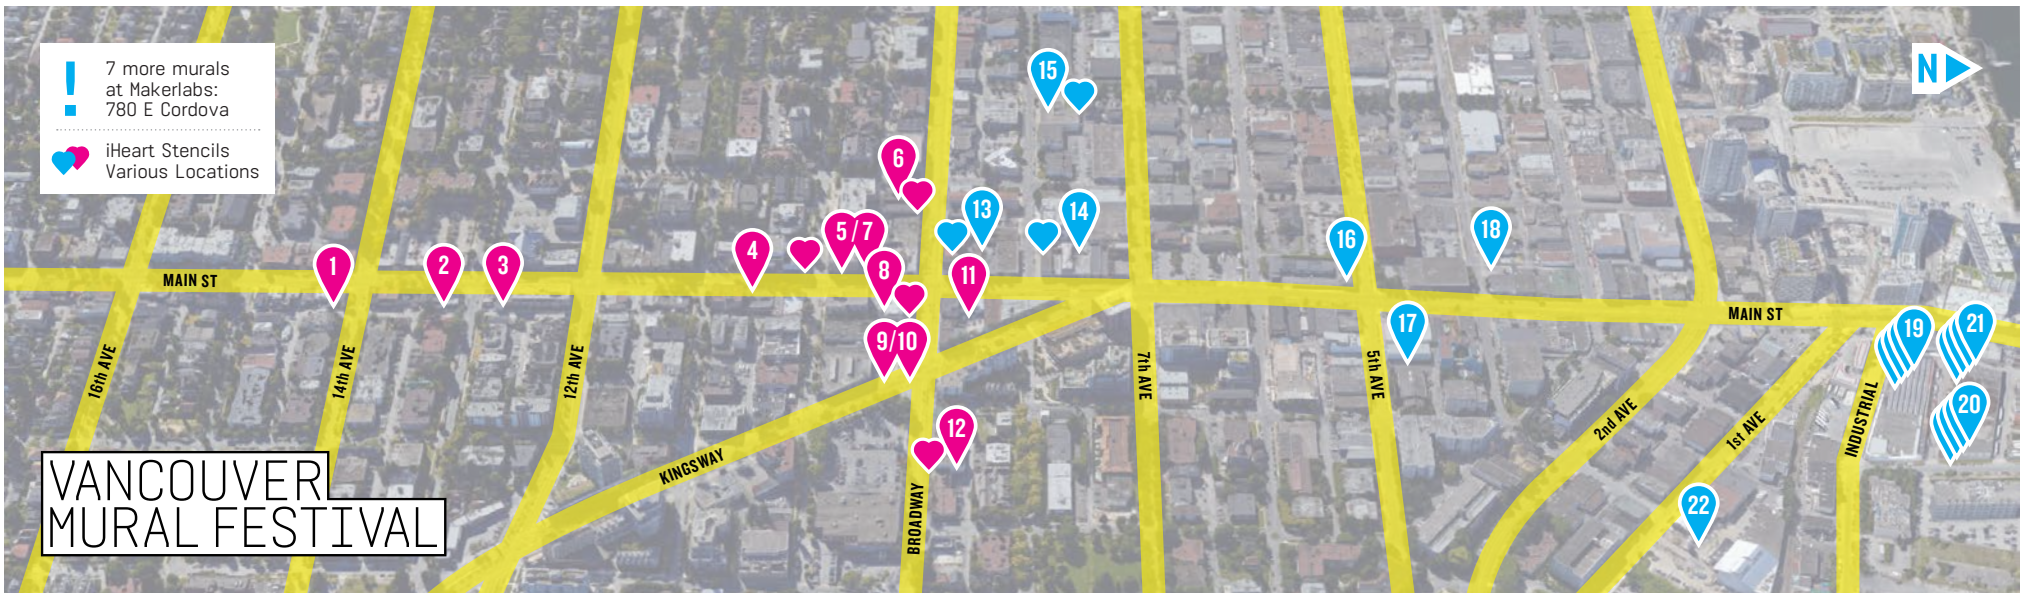 7 more murals
at Makerlabs:
780 E Cordova
iHeart Stencils
Various Locations
N
15
6
13
14
5/7
16
18
4
1
2
3
8
11
MAIN ST
MAIN ST
17
19
21
9/10
16th AVE
14th AVE
12th AVE
7th AVE
5th AVE
2nd AVE
1st AVE
INDUSTRIAL
20
12
KINGSWAY
BROADWAY
22
VANCOUVER
MURAL FESTIVAL